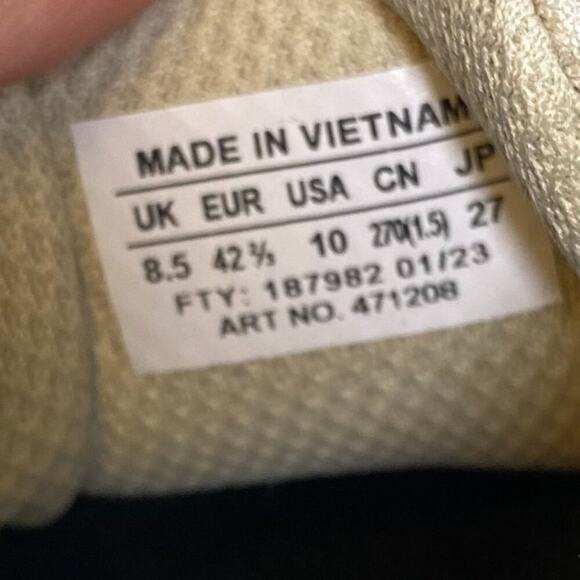 MADE IN VIETNAM
UK EUR USA CN JP
8.5 42⅔ 10 270(1.5) 27
FTY: 187982 01/23
ART NO. 471208